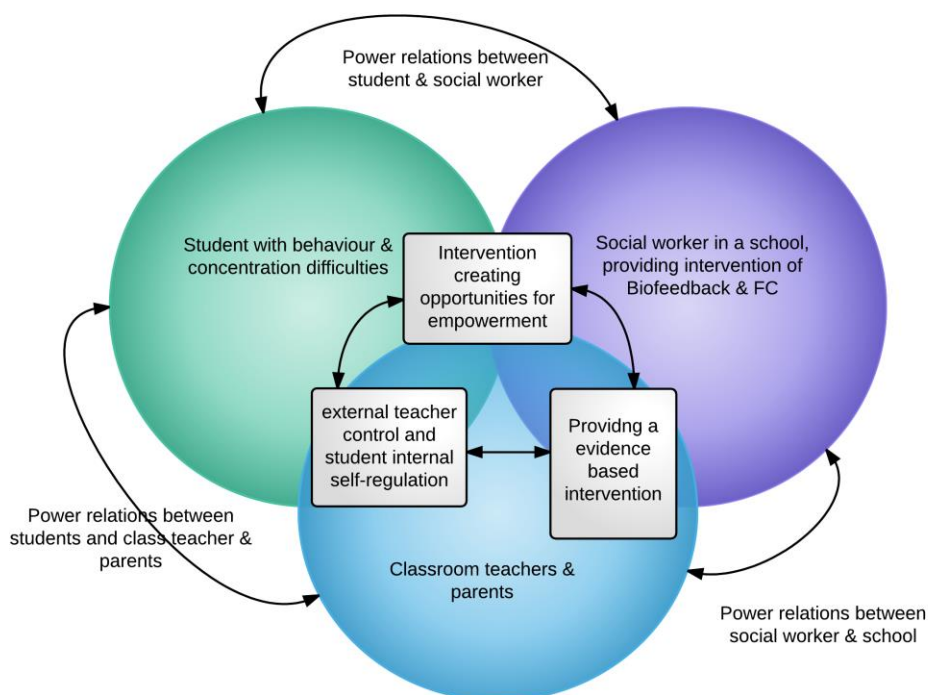 Power relations between
student & social worker
Student with behaviour &
concentration difficulties
Intervention
creating
opportunities for
empowerment
Social worker in a school,
providing intervention of
Biofeedback & FC
external teacher
control and
student internal
self-regulation
Providng a
evidence
based
intervention
Power relations between
students and class teacher &
parents
Classroom teachers &
parents
Power relations between
social worker & school